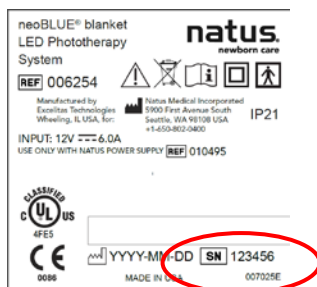 neoBLUE® blanket
LED Phototherapy
System
natus.
newborn care
REF 006254
Manufactured by
Excelitas Technologies
Wheeling, IL USA, for:
Natus Medical Incorporated
5900 First Avenue South
Seattle, WA 98108 USA
+1-650-802-0400
IP21
INPUT: 12V ⎓6.0A
USE ONLY WITH NATUS POWER SUPPLY REF 010495
CLASSIFIED
C UL US
4FE5
CE
0086
YYYY-MM-DD SN 123456
MADE IN USA 007025E